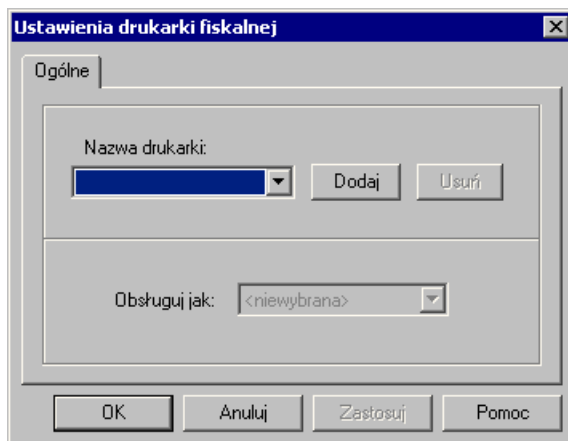 Ustawienia drukarki fiskalnej
Ogólne
Nazwa drukarki:
Dodaj
Usuń
Obsługuj jak:
<niewybrana>
OK
Anuluj
Zastosuj
Pomoc